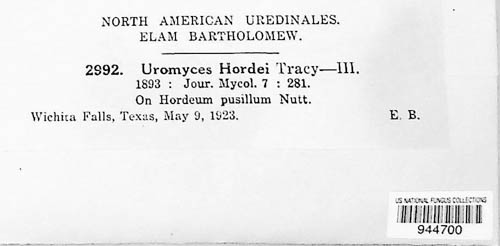 NORTH AMERICAN UREDINALES.
ELAM BARTHOLOMEW.
2992. Uromyces Hordei Tracy—III.
1893 : Jour. Mycol. 7 : 281.
On Hordeum pusillum Nutt.
Wichita Falls, Texas, May 9, 1923. E. B.
US NATIONAL FUNGUS COLLECTIONS
944700